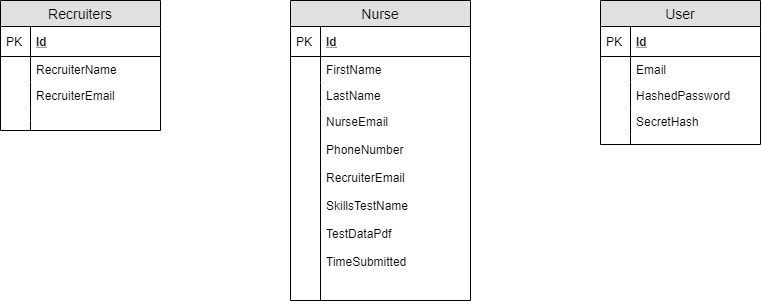 Recruiters
PK Id
RecruiterName
RecruiterEmail
Nurse
PK Id
FirstName
LastName
NurseEmail
PhoneNumber
RecruiterEmail
SkillsTestName
TestDataPdf
TimeSubmitted
User
PK Id
Email
HashedPassword
SecretHash